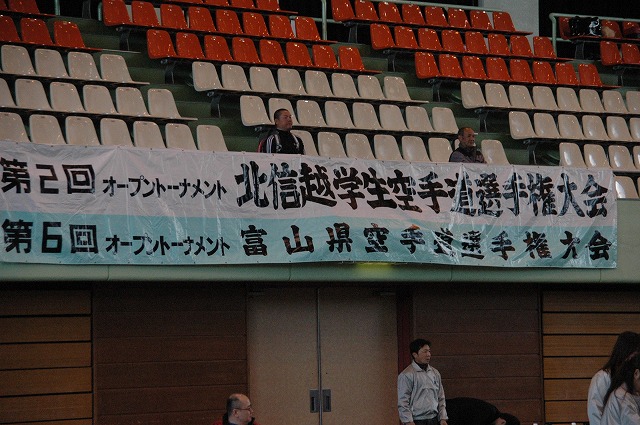 第2回 オープントーナメント 北信越学生空手道選手権大会
第6回 オープントーナメント 富山県空手道選手権大会